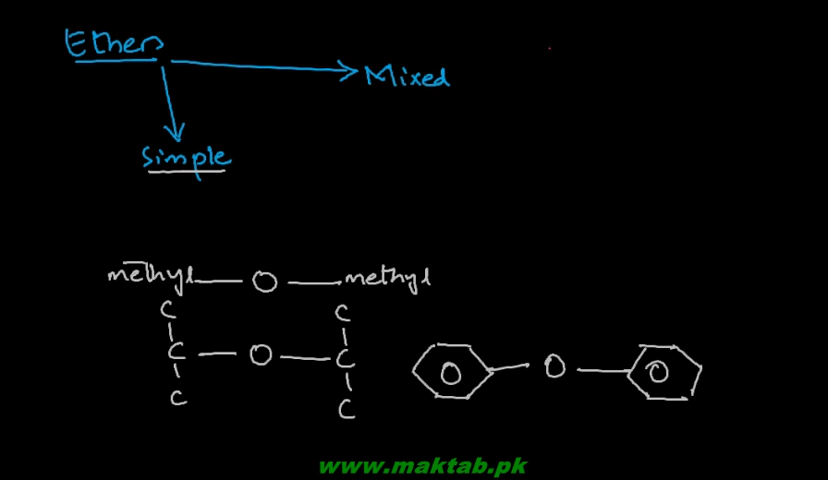 Ethers
Mixed
Simple
methyl — O — methyl
C C
C — O — C O — O — O
C C
www.maktab.pk